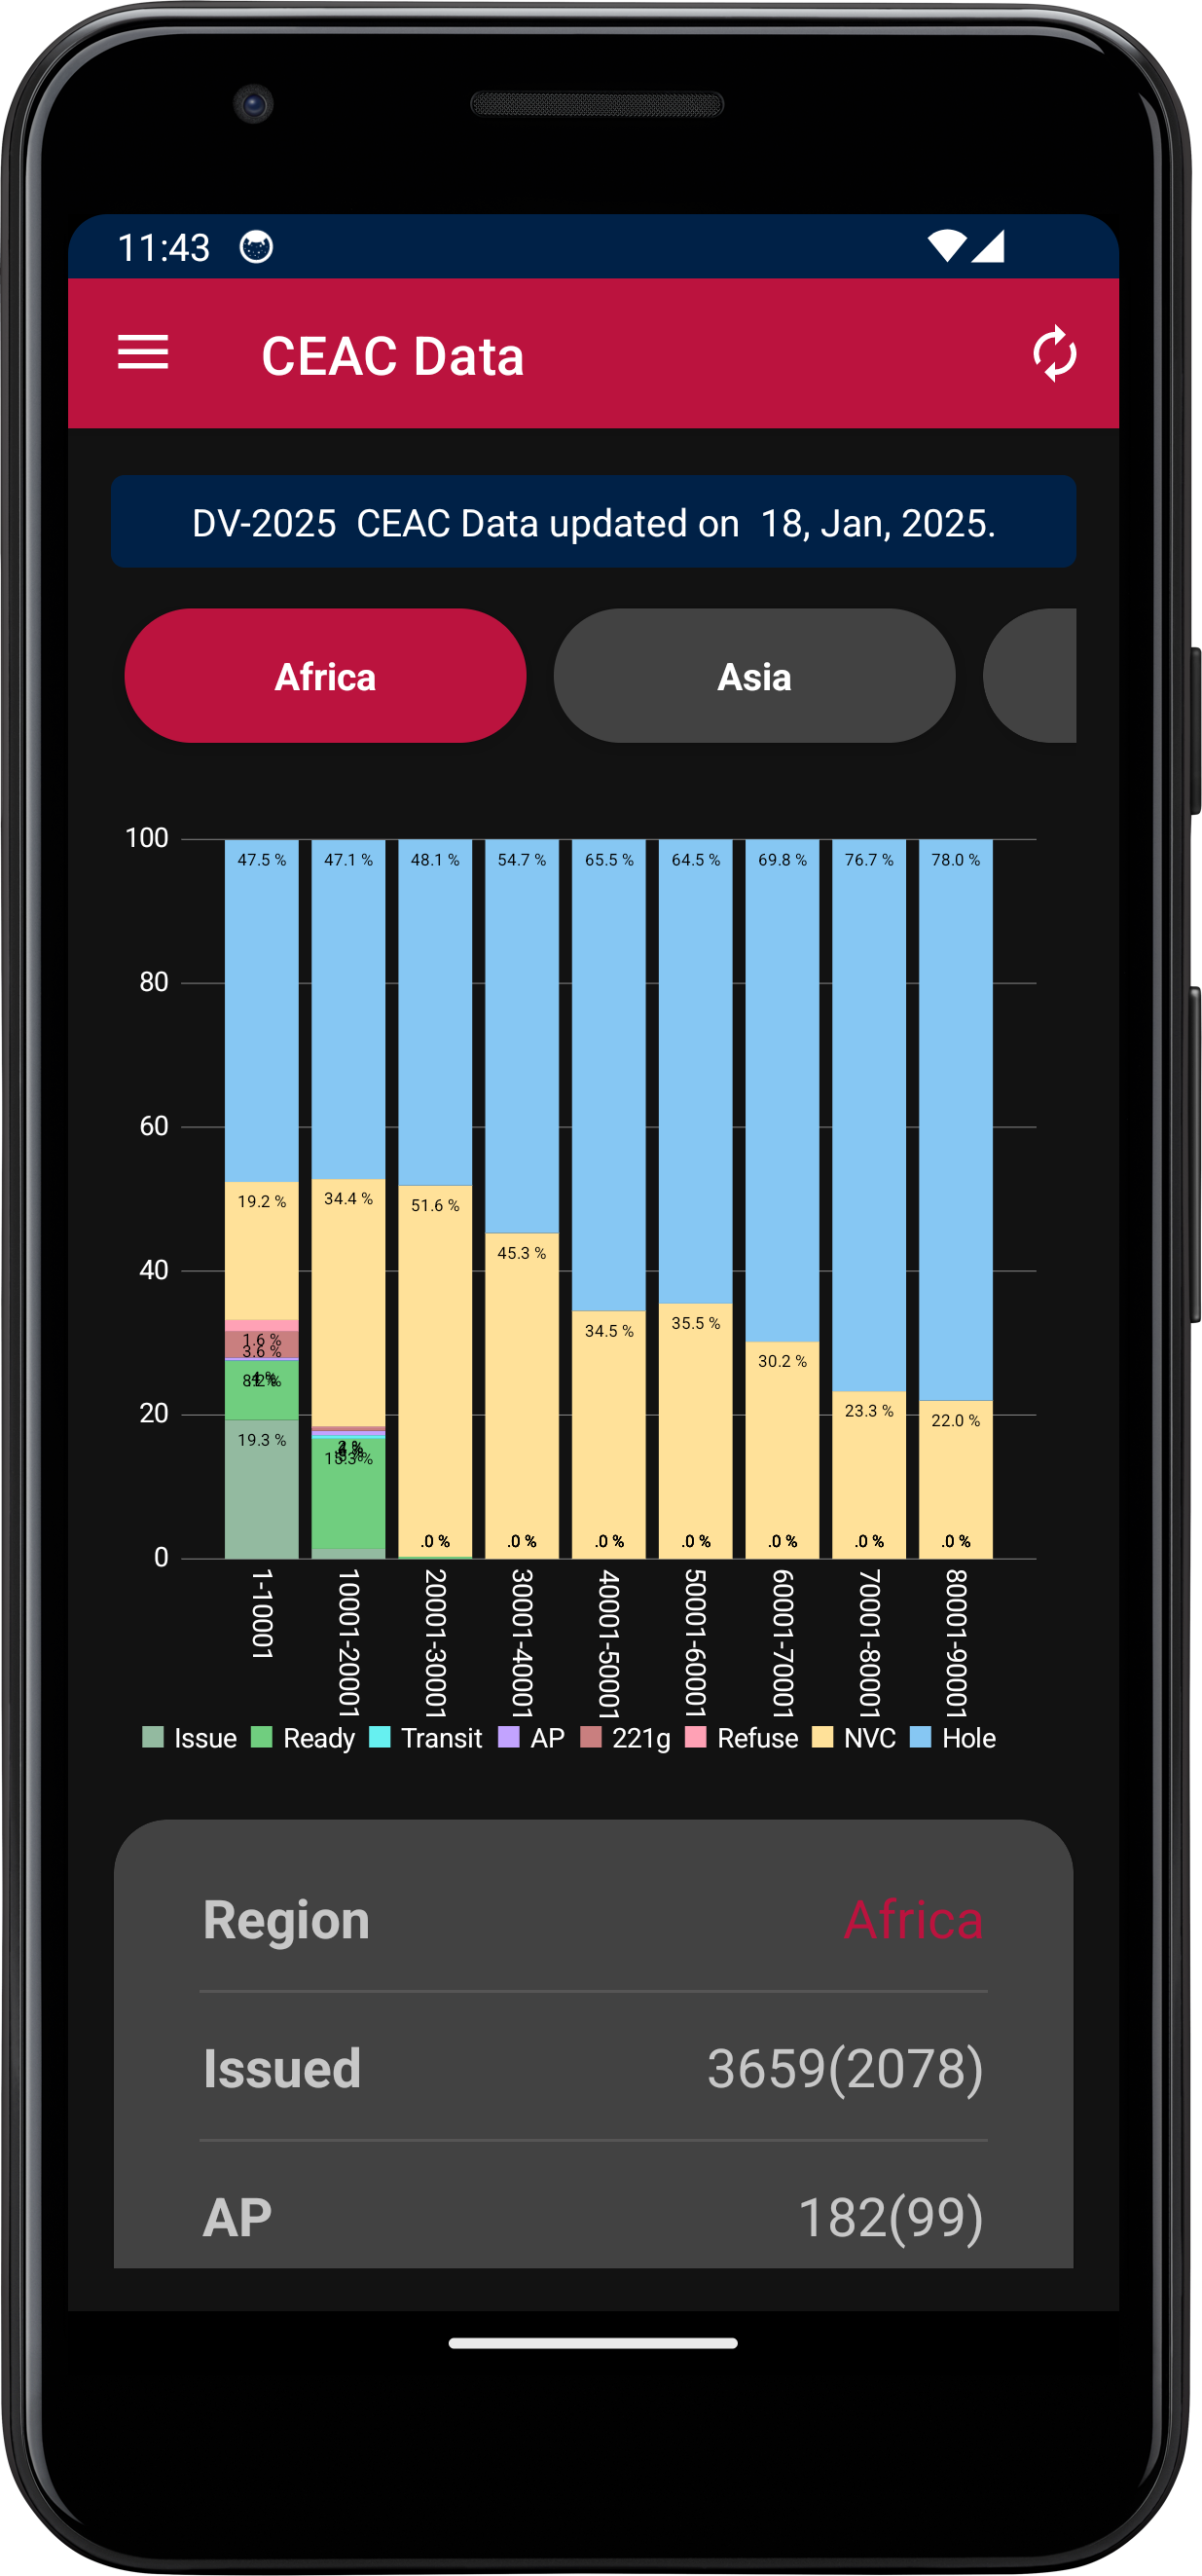 11:43
CEAC Data
DV-2025 CEAC Data updated on 18, Jan, 2025.
Africa Asia
100
47.5 % 47.1 % 48.1 % 54.7 % 65.5 % 64.5 % 69.8 % 76.7 % 78.0 %
80
60
19.2 % 34.4 % 51.6 %
45.3 %
40
34.5 % 35.5 %
30.2 %
1.6 %
3.6 %
23.3 % 22.0 %
20
19.3 %
15.3 %
.0 % .0 % .0 % .0 % .0 % .0 % .0 %
0
1-10001 10001-20001 20001-30001 30001-40001 40001-50001 50001-60001 60001-70001 70001-80001 80001-90001
Issue Ready Transit AP 221g Refuse NVC Hole
Region Africa
Issued 3659(2078)
AP 182(99)